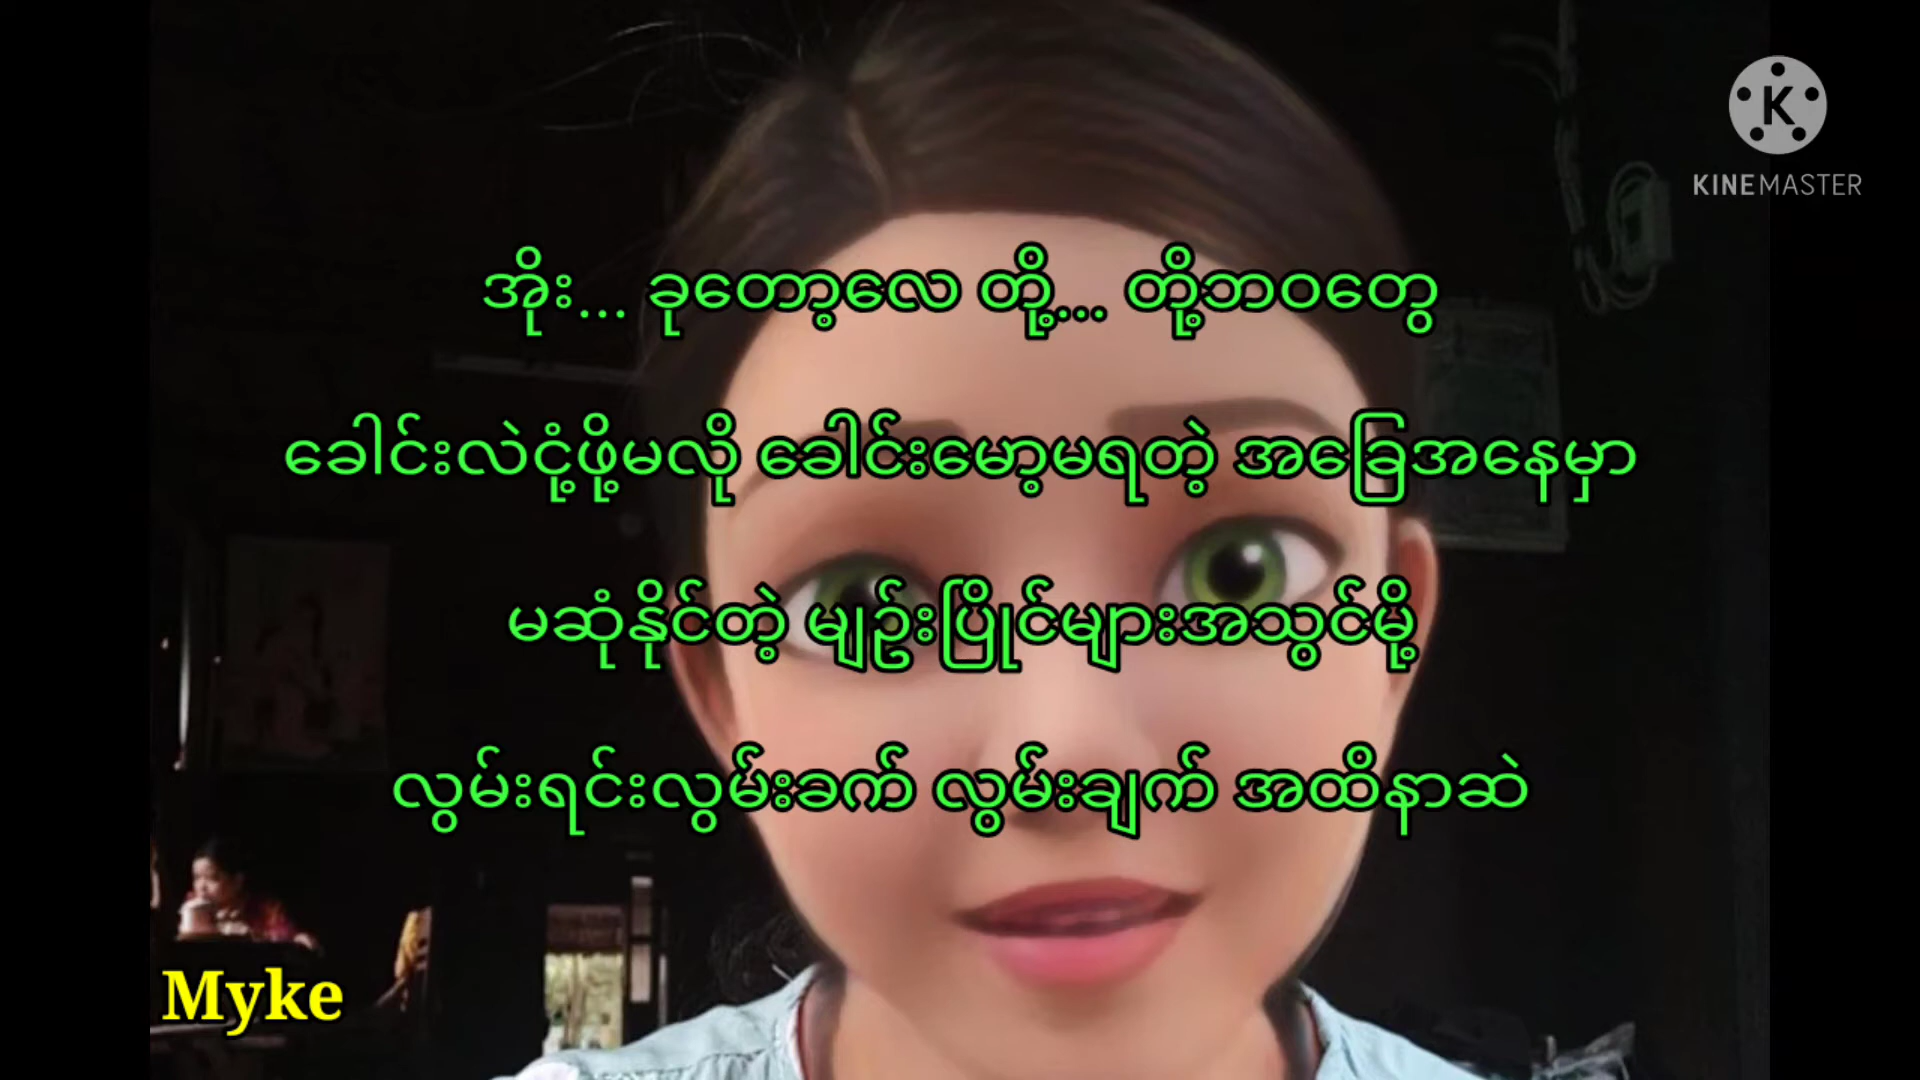 KINEMASTER
အိုး... ခုတော့လေ တို့... တို့ဘဝတွေ
ခေါင်းလဲငုံ့ဖို့မလို ခေါင်းမော့မရတဲ့ အခြေအနေမှာ
မဆုံနိုင်တဲ့ မျဉ်းပြိုင်များအသွင်မို့
လွမ်းရင်းလွမ်းခက် လွမ်းချက် အထိနာဆဲ
Myke